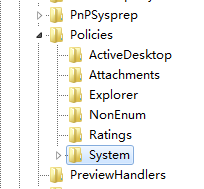 PnPSysprep
Policies
ActiveDesktop
Attachments
Explorer
NonEnum
Ratings
System
PreviewHandlers